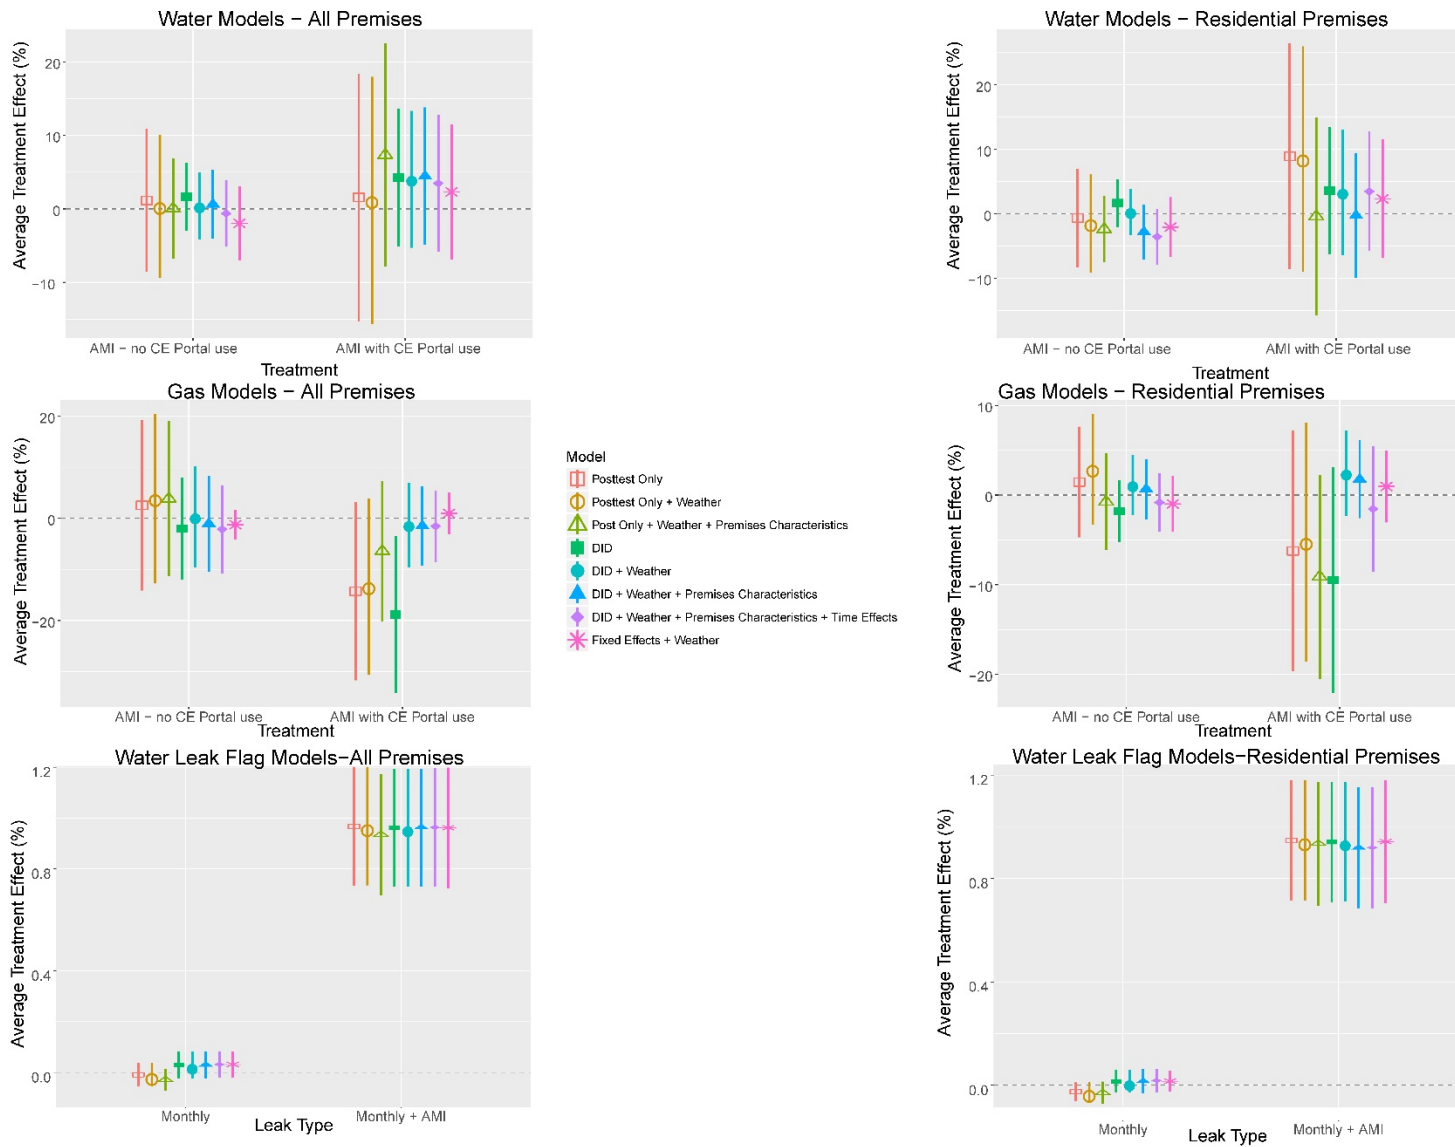 Water Models − All Premises
Average Treatment Effect (%)
20
10
0
−10
AMI − no CE Portal use
AMI with CE Portal use
Treatment
Water Models − Residential Premises
Average Treatment Effect (%)
20
10
0
−10
AMI − no CE Portal use
AMI with CE Portal use
Treatment
Gas Models − All Premises
Average Treatment Effect (%)
20
0
−20
AMI − no CE Portal use
AMI with CE Portal use
Treatment
Model
Posttest Only
Posttest Only + Weather
Post Only + Weather + Premises Characteristics
DID
DID + Weather
DID + Weather + Premises Characteristics
DID + Weather + Premises Characteristics + Time Effects
Fixed Effects + Weather
Gas Models − Residential Premises
Average Treatment Effect (%)
10
0
−10
−20
AMI − no CE Portal use
AMI with CE Portal use
Treatment
Water Leak Flag Models−All Premises
Average Treatment Effect (%)
1.2
0.8
0.4
0.0
Monthly
Monthly + AMI
Leak Type
Water Leak Flag Models−Residential Premises
Average Treatment Effect (%)
1.2
0.8
0.4
0.0
Monthly
Monthly + AMI
Leak Type